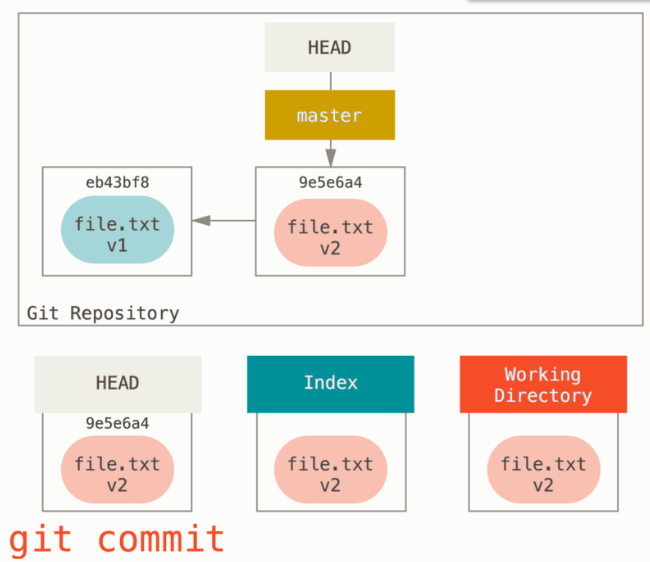 HEAD
master
eb43bf8
file.txt
v1
9e5e6a4
file.txt
v2
Git Repository
HEAD
9e5e6a4
file.txt
v2
Index
file.txt
v2
Working
Directory
file.txt
v2
git commit